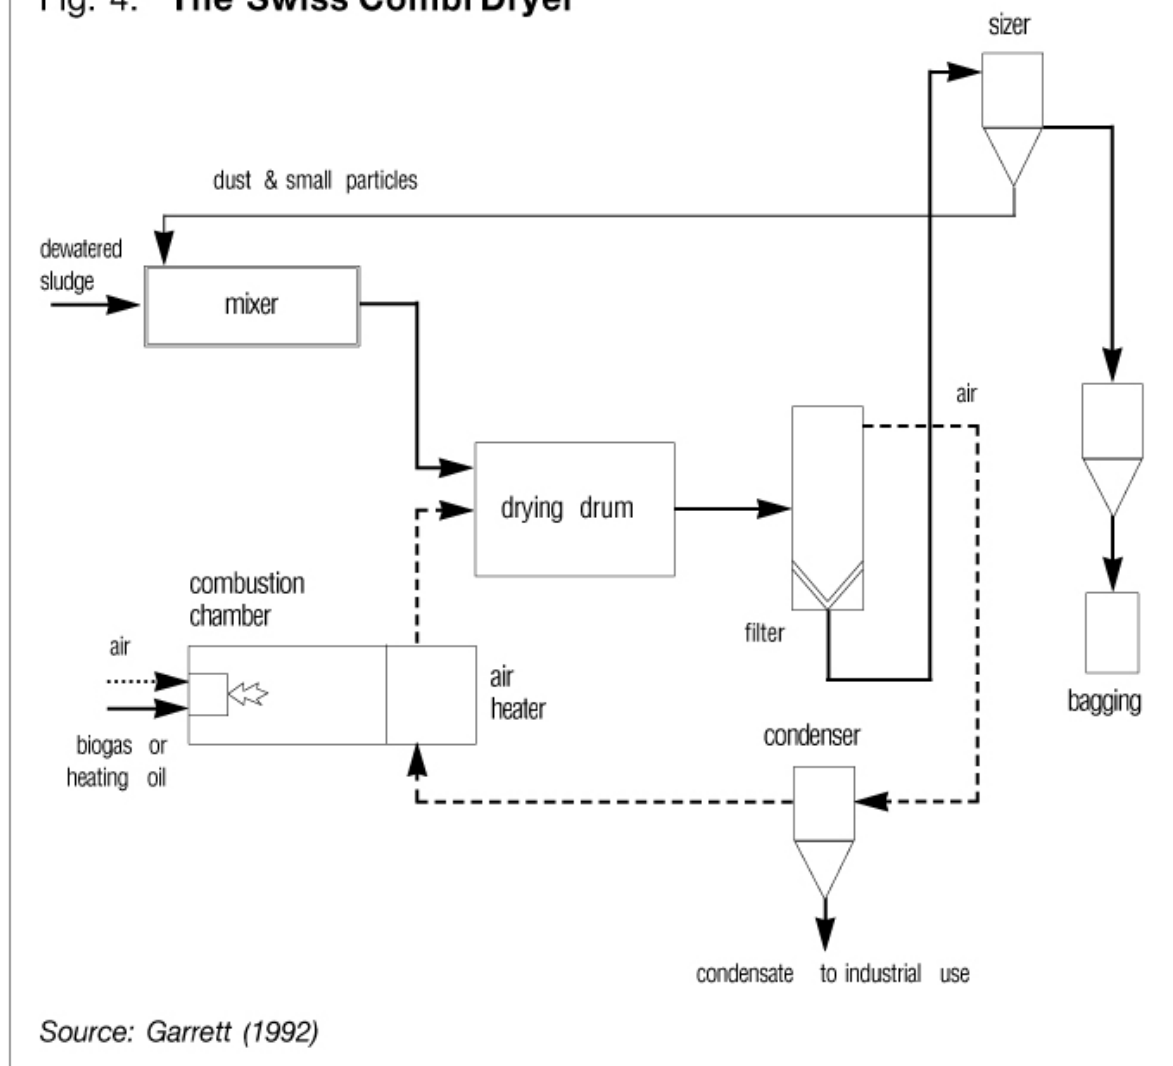 Fig. 4. The Swiss Combi Dryer
sizer
dust & small particles
dewatered
sludge
mixer
air
drying drum
combustion
chamber
filter
air
air
heater
bagging
biogas or
heating oil
condenser
condensate to industrial use
Source: Garrett (1992)